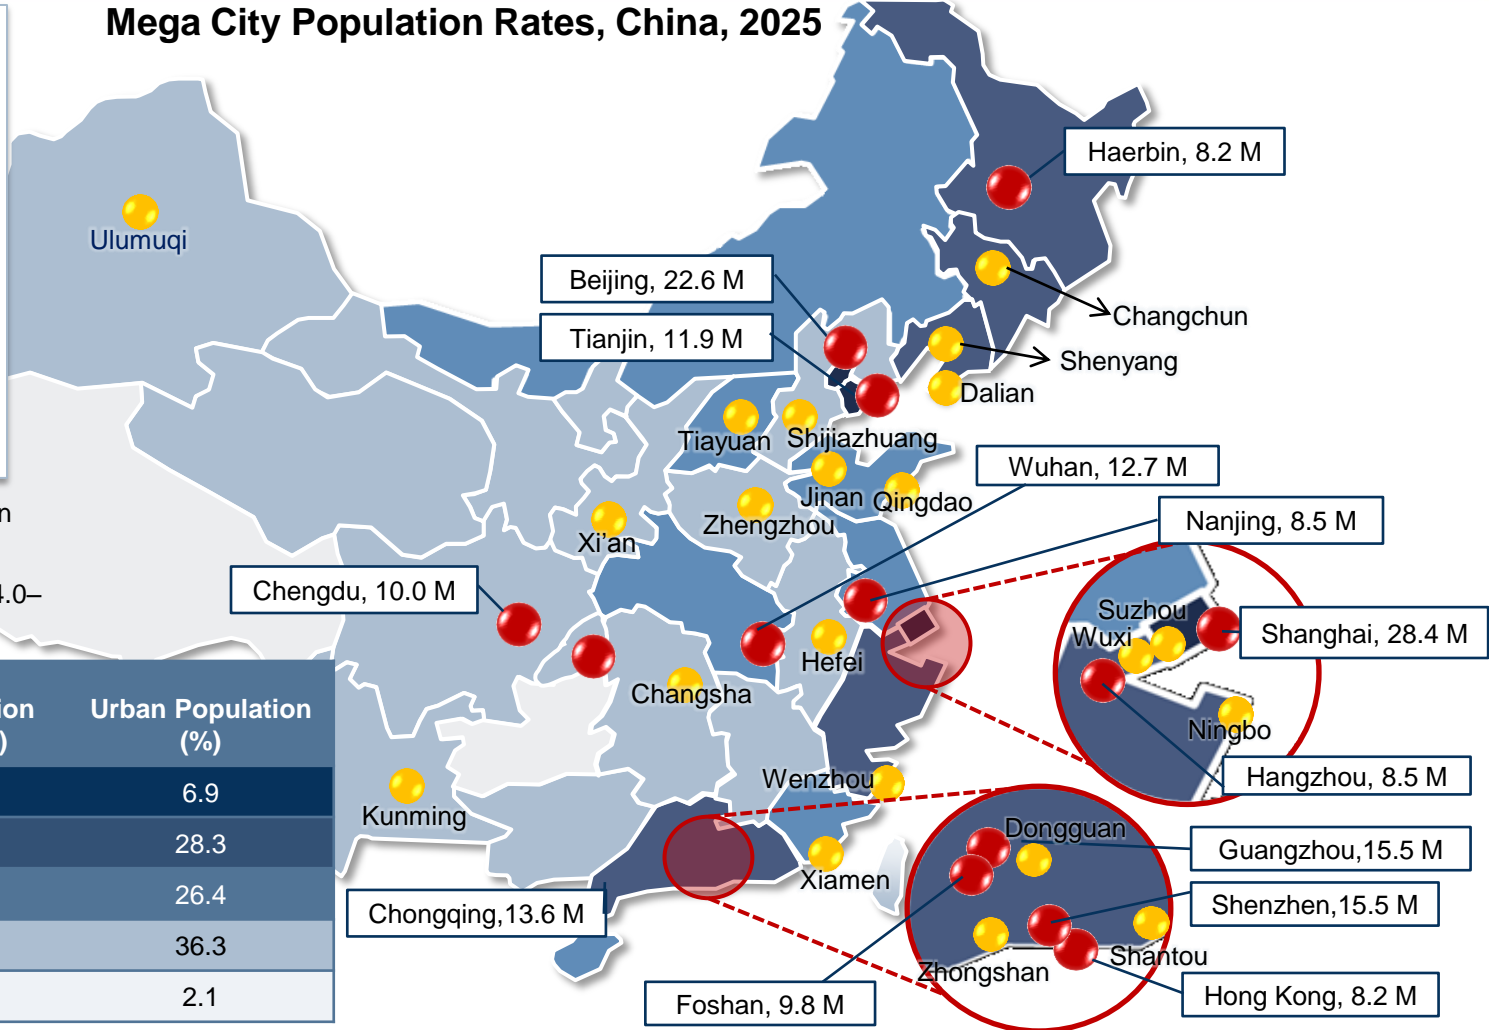 Mega City Population Rates, China, 2025
Haerbin, 8.2 M
Ulumuqi
Beijing, 22.6 M
Changchun
Tianjin, 11.9 M
Shenyang
Dalian
Tiayuan
Shijiazhuang
Wuhan, 12.7 M
Jinan
Qingdao
Zhengzhou
Nanjing, 8.5 M
Xi'an
Chengdu, 10.0 M
Suzhou
Wuxi
Shanghai, 28.4 M
Hefei
Changsha
Ningbo
Hangzhou, 8.5 M
Wenzhou
Kunming
Dongguan
Guangzhou,15.5 M
Xiamen
Chongqing,13.6 M
Shenzhen,15.5 M
Zhongshan
Shantou
Foshan, 9.8 M
Hong Kong, 8.2 M
Urban Population
(%)
6.9
28.3
26.4
36.3
2.1